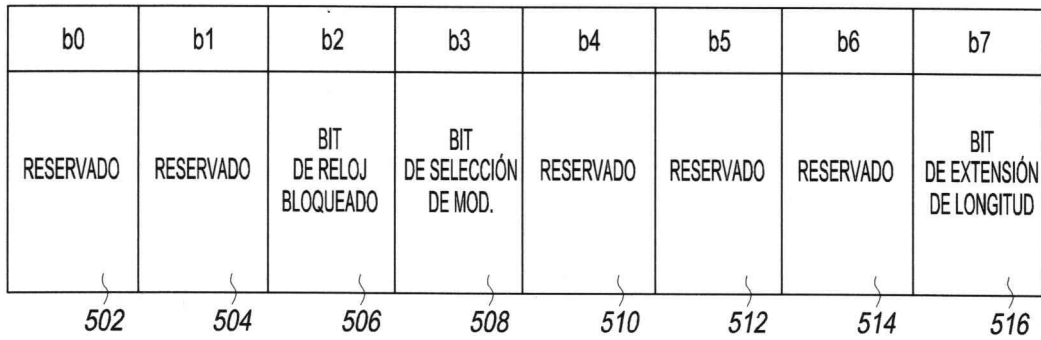 b0 b1 b2 b3 b4 b5 b6 b7
RESERVADO
RESERVADO
BIT
DE RELOJ
BLOQUEADO
BIT
DE SELECCIÓN
DE MOD.
RESERVADO
RESERVADO
RESERVADO
BIT
DE EXTENSIÓN
DE LONGITUD
502 504 506 508 510 512 514 516